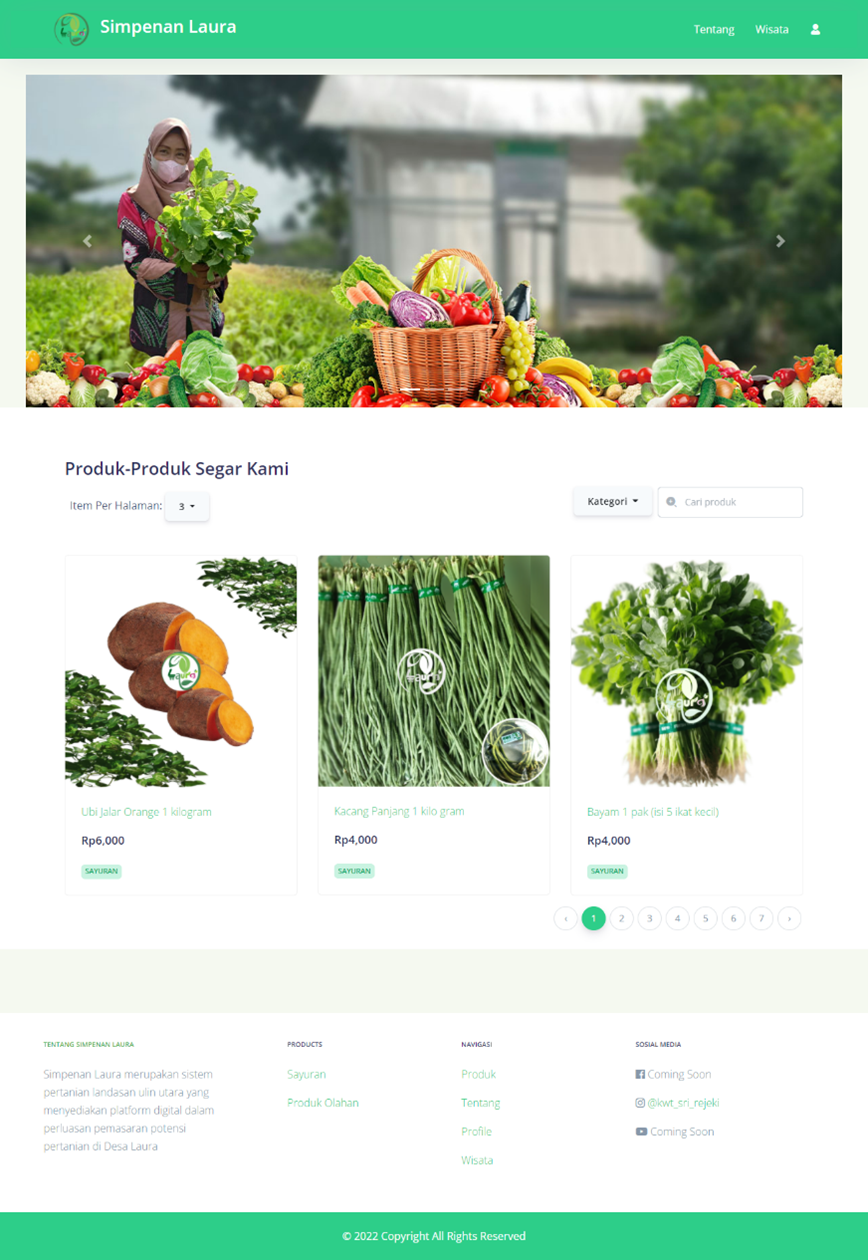 Simpenan Laura
Tentang
Wisata
Produk-Produk Segar Kami
Item Per Halaman:
3
Kategori
Cari produk
Ubi Jalar Orange 1 kilogram
Rp6,000
SAYURAN
Kacang Panjang 1 kilo gram
Rp4,000
SAYURAN
Bayam 1 pak (isi 5 ikat kecil)
Rp4,000
SAYURAN
‹ 1 2 3 4 5 6 7 ›
TENTANG SIMPENAN LAURA
Simpenan Laura merupakan sistem
pertanian landasan ulin utara yang
menyediakan platform digital dalam
perluasan pemasaran potensi
pertanian di Desa Laura
PRODUCTS
Sayuran
Produk Olahan
NAVIGASI
Produk
Tentang
Profile
Wisata
SOSIAL MEDIA
Coming Soon
@kwt_sri_rejeki
Coming Soon
© 2022 Copyright All Rights Reserved